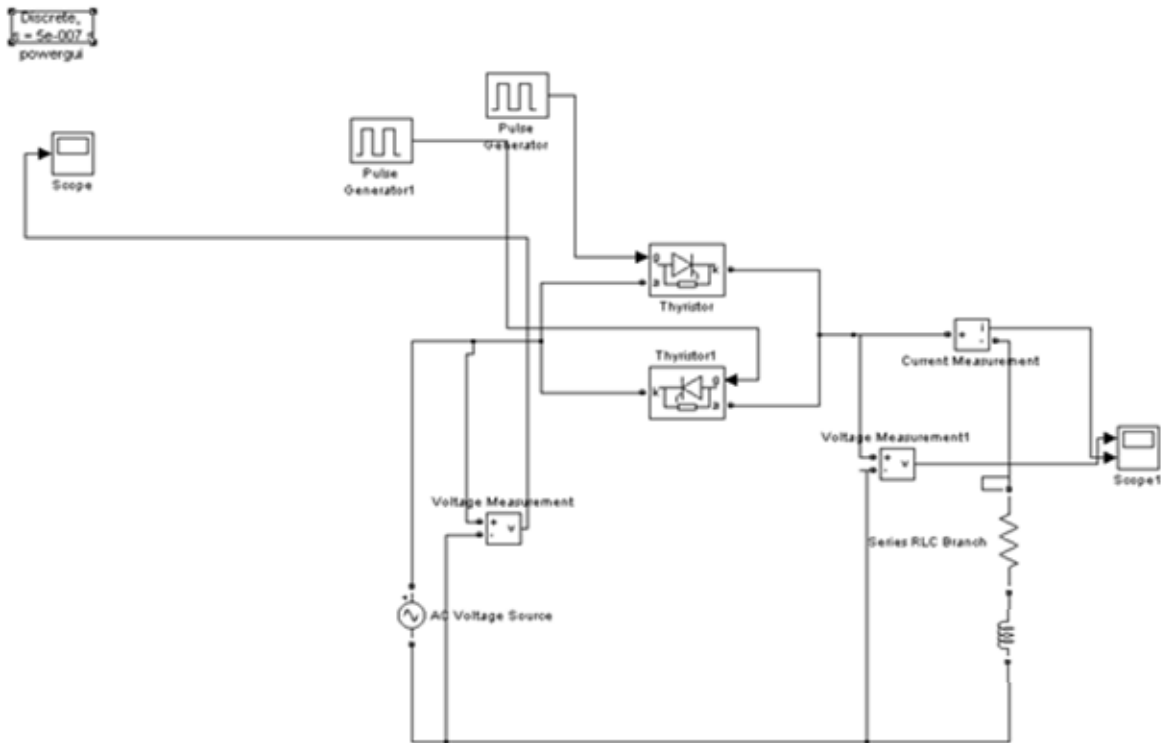 Discrete,
s = 5e-007 s
powergui
Pulse
Generator
Pulse
Generator1
Scope
g
k
a
Thyristor
Thyristor1
g
k
a
+
i
-
Current Measurement
Voltage Measurement1
+
v
-
Scope1
Voltage Measurement
+
v
-
Series RLC Branch
+
AC Voltage Source